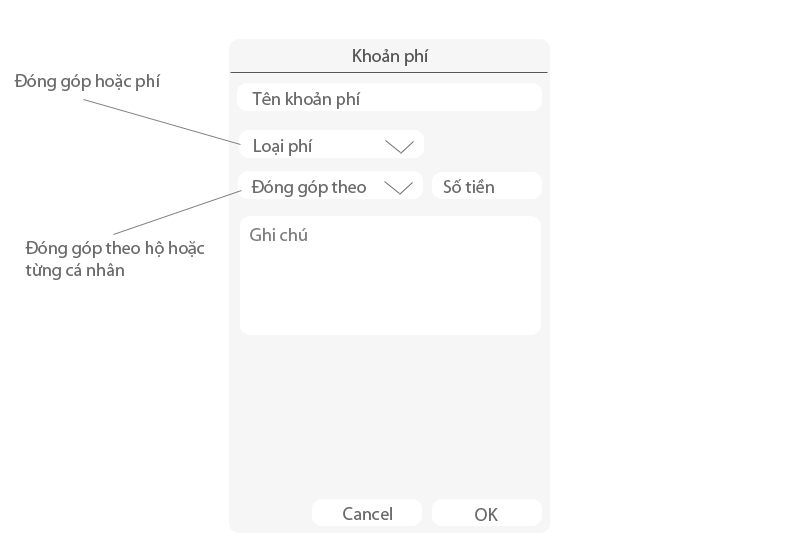 Khoản phí
Đóng góp hoặc phí
Tên khoản phí
Loại phí
Đóng góp theo
Số tiền
Ghi chú
Đóng góp theo hộ hoặc
từng cá nhân
Cancel
OK